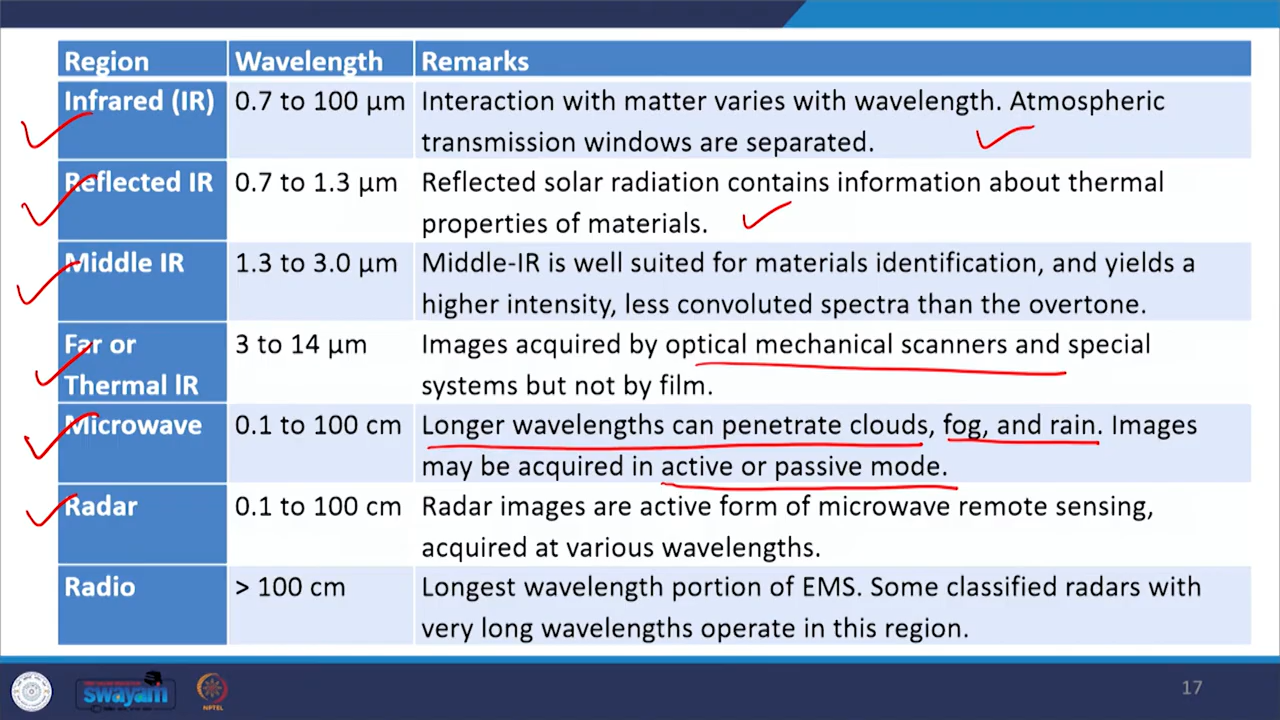 Region Wavelength Remarks
Infrared (IR) 0.7 to 100 µm Interaction with matter varies with wavelength. Atmospheric
transmission windows are separated.
Reflected IR 0.7 to 1.3 µm Reflected solar radiation contains information about thermal
properties of materials.
Middle IR 1.3 to 3.0 µm Middle-IR is well suited for materials identification, and yields a
higher intensity, less convoluted spectra than the overtone.
Far or 3 to 14 µm Images acquired by optical mechanical scanners and special
Thermal IR systems but not by film.
Microwave 0.1 to 100 cm Longer wavelengths can penetrate clouds, fog, and rain. Images
may be acquired in active or passive mode.
Radar 0.1 to 100 cm Radar images are active form of microwave remote sensing,
acquired at various wavelengths.
Radio > 100 cm Longest wavelength portion of EMS. Some classified radars with
very long wavelengths operate in this region.
swayam NPTEL 17